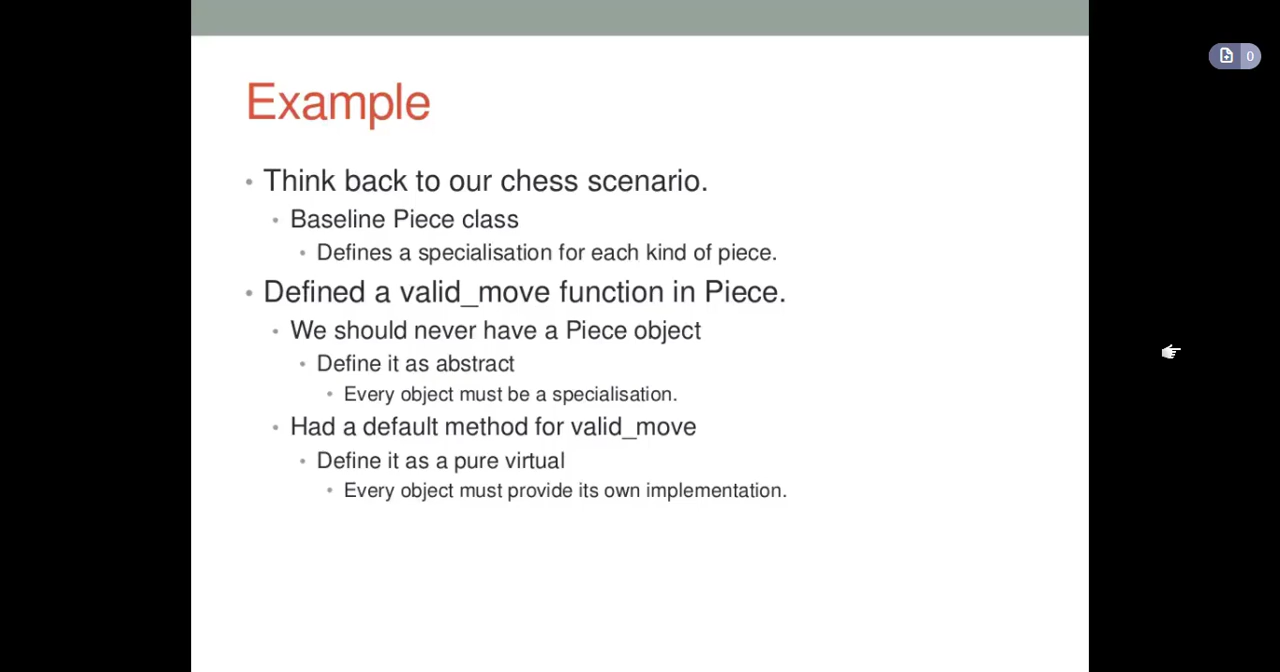 Example
• Think back to our chess scenario.
• Baseline Piece class
• Defines a specialisation for each kind of piece.
• Defined a valid_move function in Piece.
• We should never have a Piece object
• Define it as abstract
• Every object must be a specialisation.
• Had a default method for valid_move
• Define it as a pure virtual
• Every object must provide its own implementation.
0